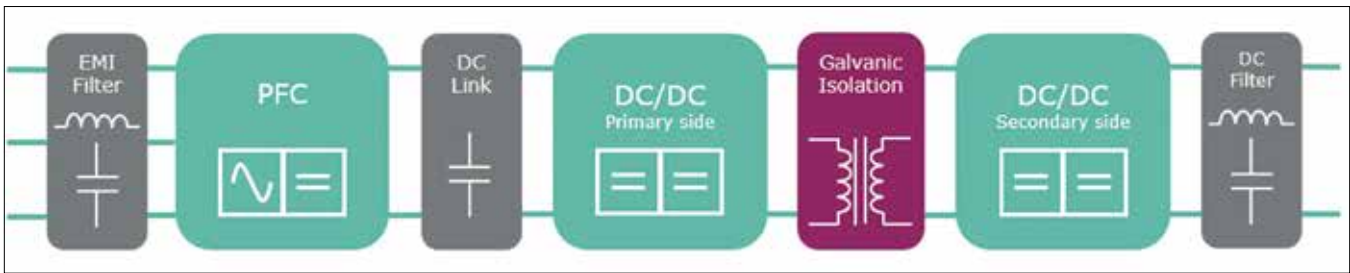 EMI
Filter
PFC
DC
Link
DC/DC
Primary side
Galvanic
Isolation
DC/DC
Secondary side
DC
Filter